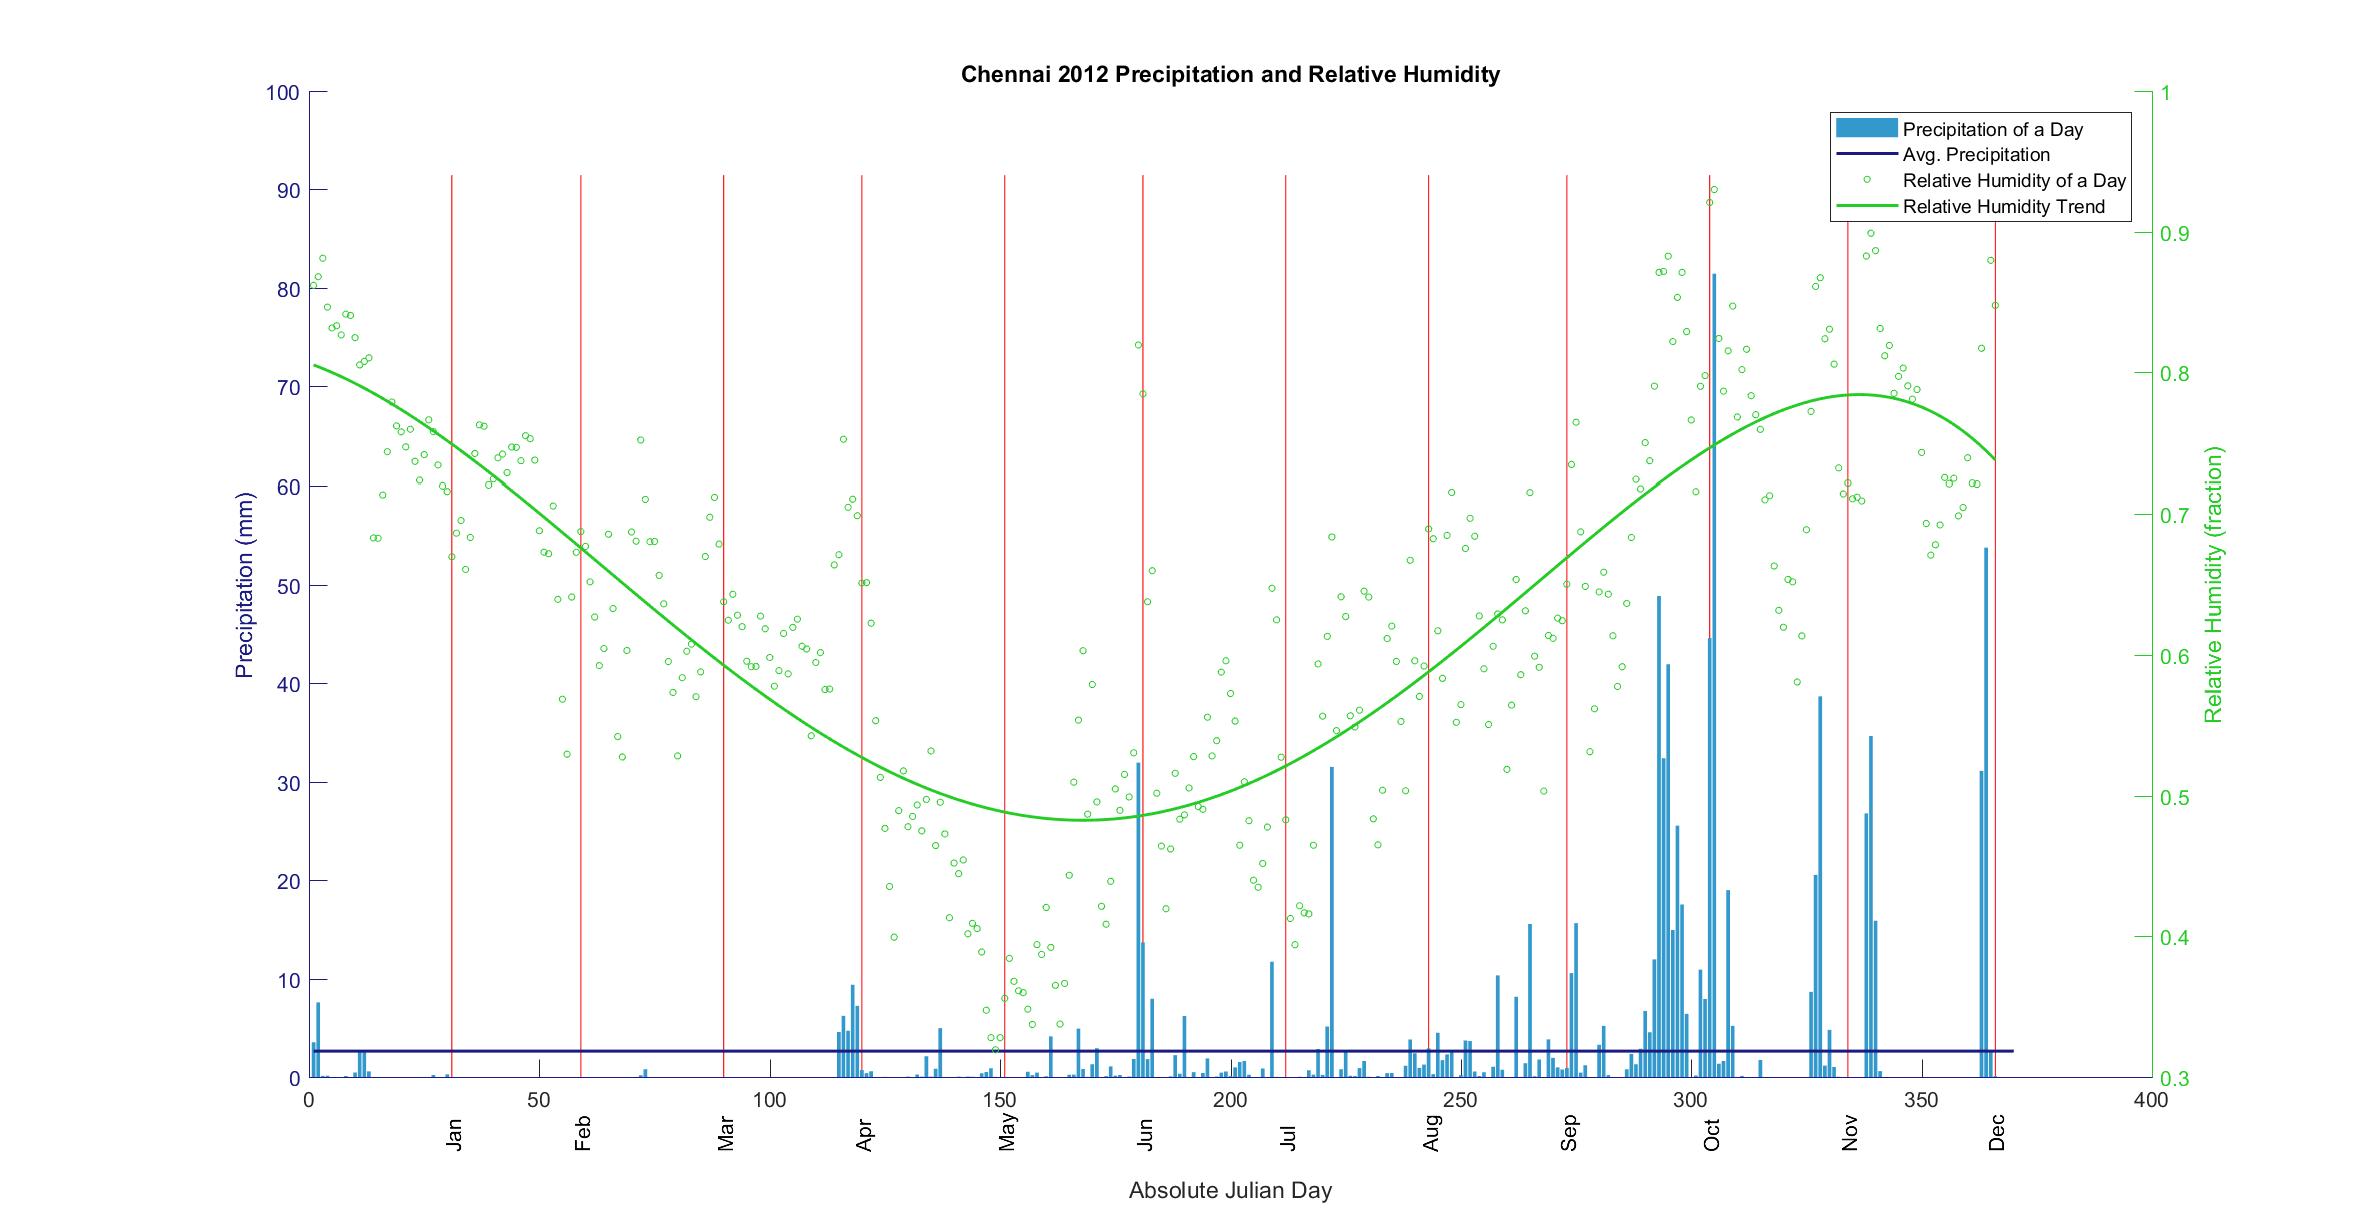 Chennai 2012 Precipitation and Relative Humidity
Precipitation of a Day
Avg. Precipitation
Relative Humidity of a Day
Relative Humidity Trend
Precipitation (mm)
100
90
80
70
60
50
40
30
20
10
0
Relative Humidity (fraction)
1
0.9
0.8
0.7
0.6
0.5
0.4
0.3
0 50 100 150 200 250 300 350 400
Jan Feb Mar Apr May Jun Jul Aug Sep Oct Nov Dec
Absolute Julian Day